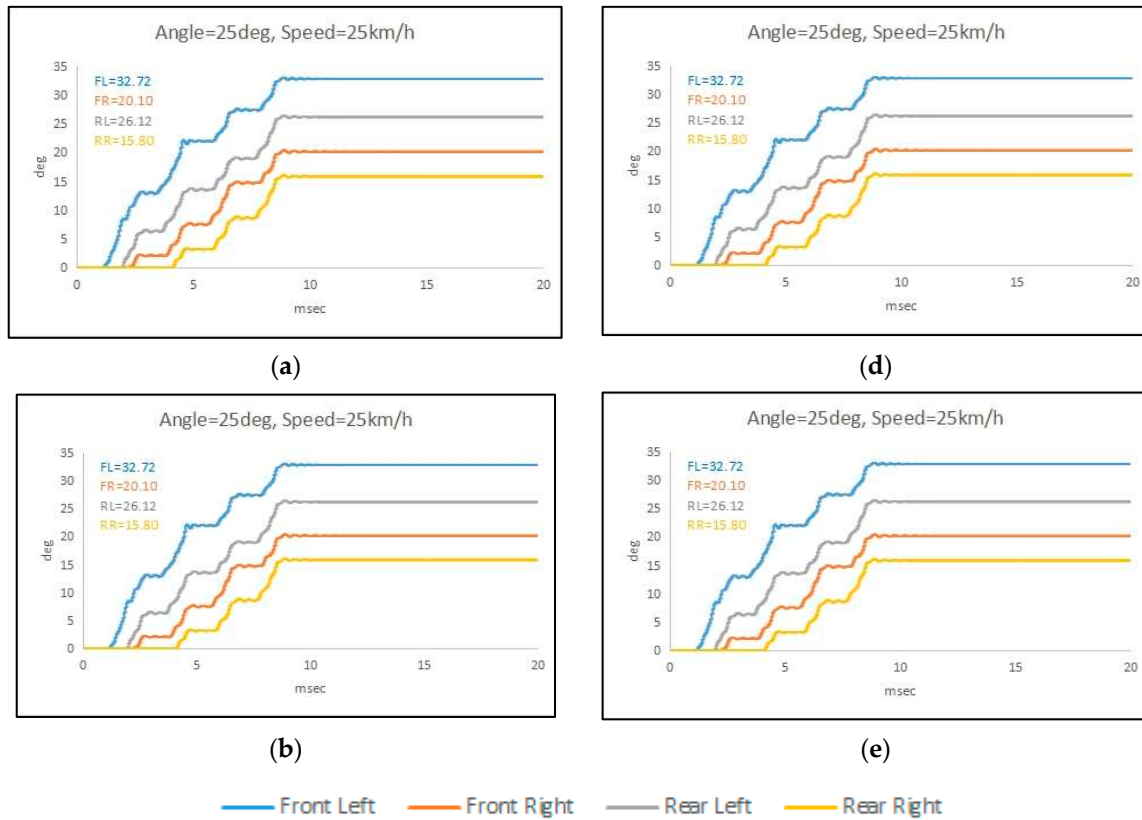 Angle=25deg, Speed=25km/h
35
30
25
20
15
10
5
0
deg
FL=32.72
FR=20.10
RL=26.12
RR=15.80
0 5 10 15 20
msec
(a)
Angle=25deg, Speed=25km/h
35
30
25
20
15
10
5
0
deg
FL=32.72
FR=20.10
RL=26.12
RR=15.80
0 5 10 15 20
msec
(d)
Angle=25deg, Speed=25km/h
35
30
25
20
15
10
5
0
deg
FL=32.72
FR=20.10
RL=26.12
RR=15.80
0 5 10 15 20
msec
(b)
Angle=25deg, Speed=25km/h
35
30
25
20
15
10
5
0
deg
FL=32.72
FR=20.10
RL=26.12
RR=15.80
0 5 10 15 20
msec
(e)
Front Left Front Right Rear Left Rear Right